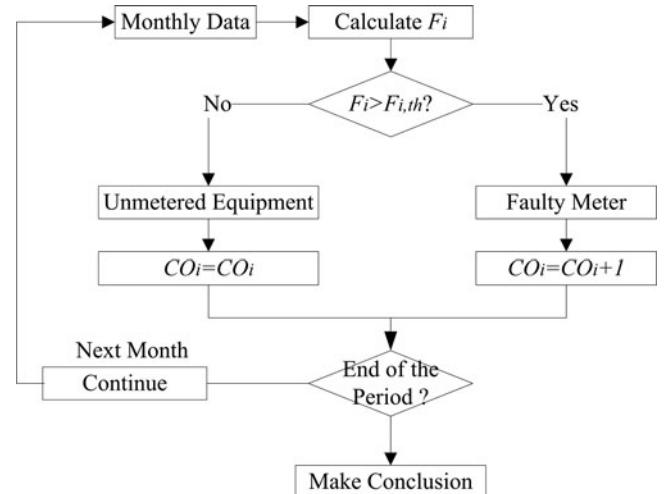 Monthly Data
Calculate Fi
Fi>Fi,th?
No
Yes
Unmetered Equipment
Faulty Meter
COi=COi
COi=COi+1
Next Month
Continue
End of the
Period ?
Make Conclusion